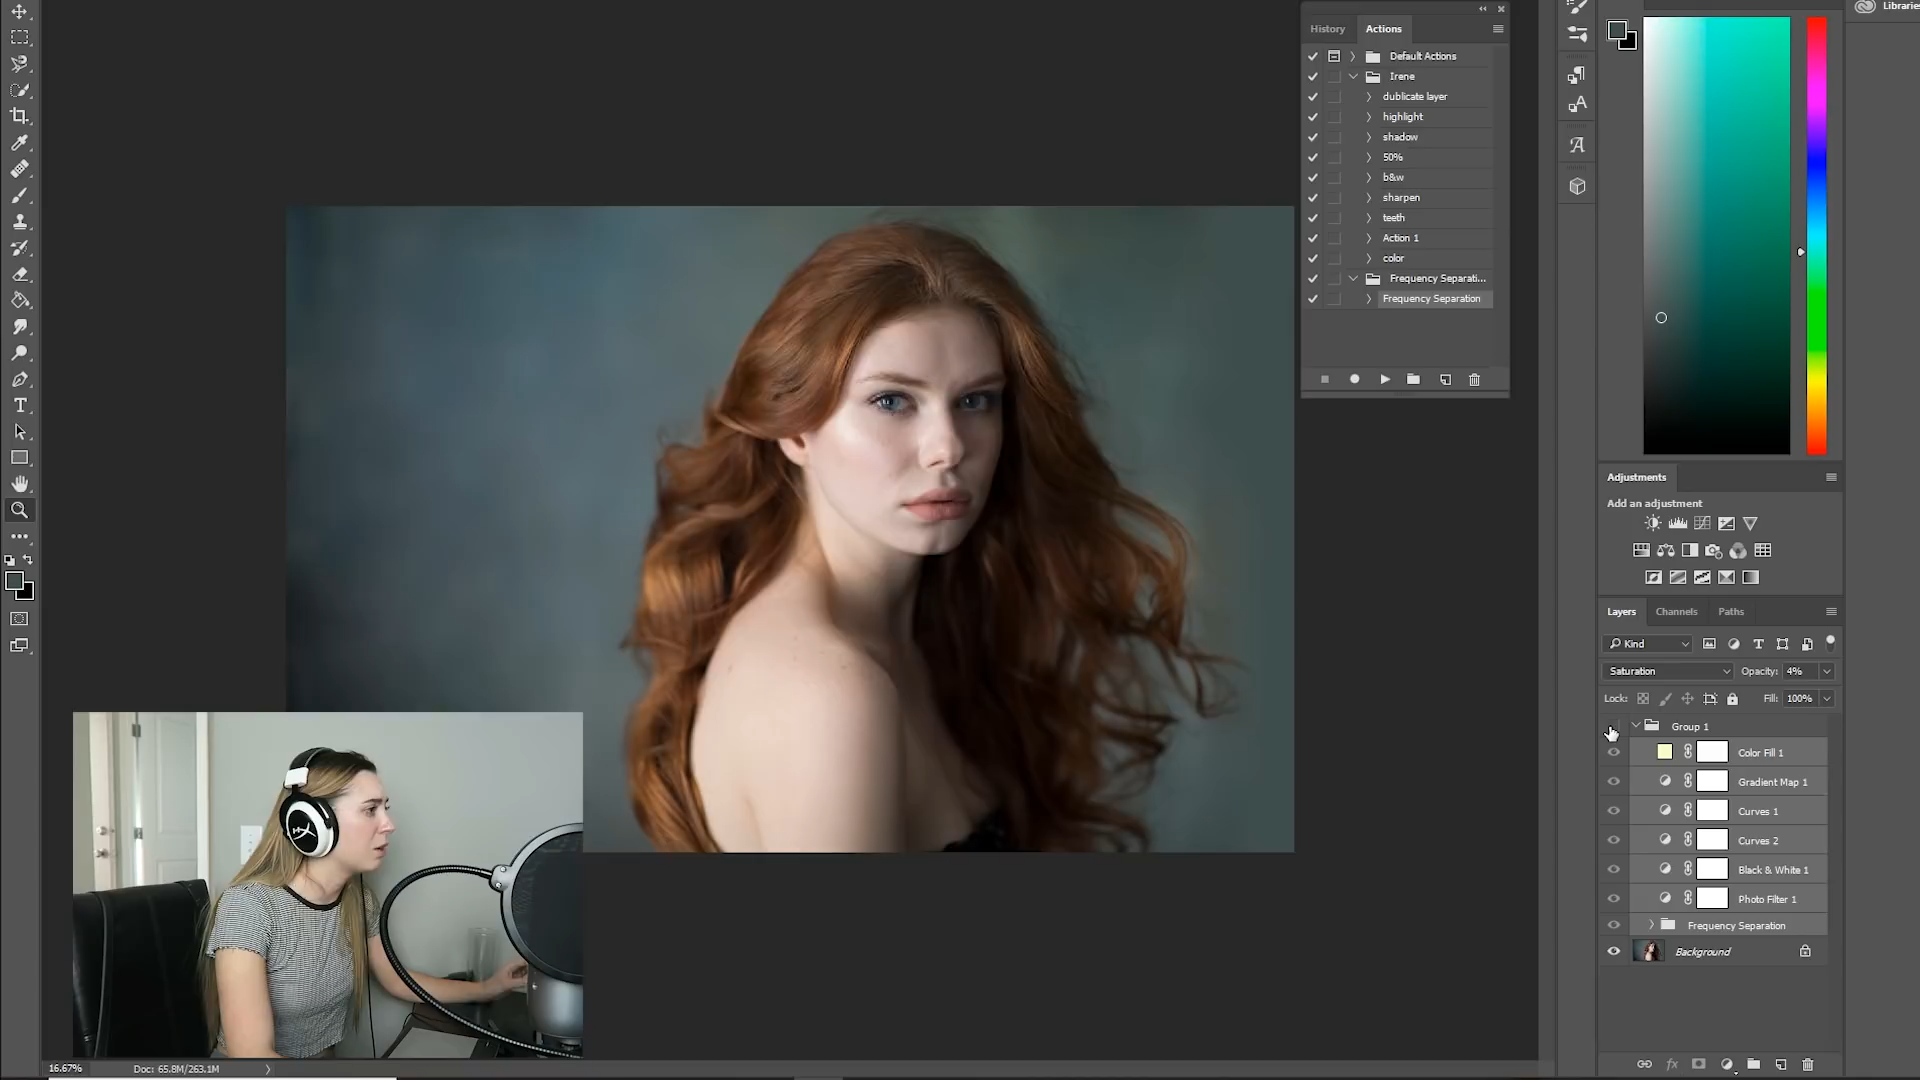 Libraries
History
Actions
Default Actions
Irene
dublicate layer
highlight
shadow
50%
b&w
sharpen
teeth
Action 1
color
Frequency Separati...
Frequency Separation
Adjustments
Add an adjustment
Layers
Channels
Paths
Kind
Saturation
Opacity: 4%
Lock:
Fill: 100%
Group 1
Color Fill 1
Gradient Map 1
Curves 1
Curves 2
Black & White 1
Photo Filter 1
Frequency Separation
Background
16.67%
Doc: 65.8M/263.1M